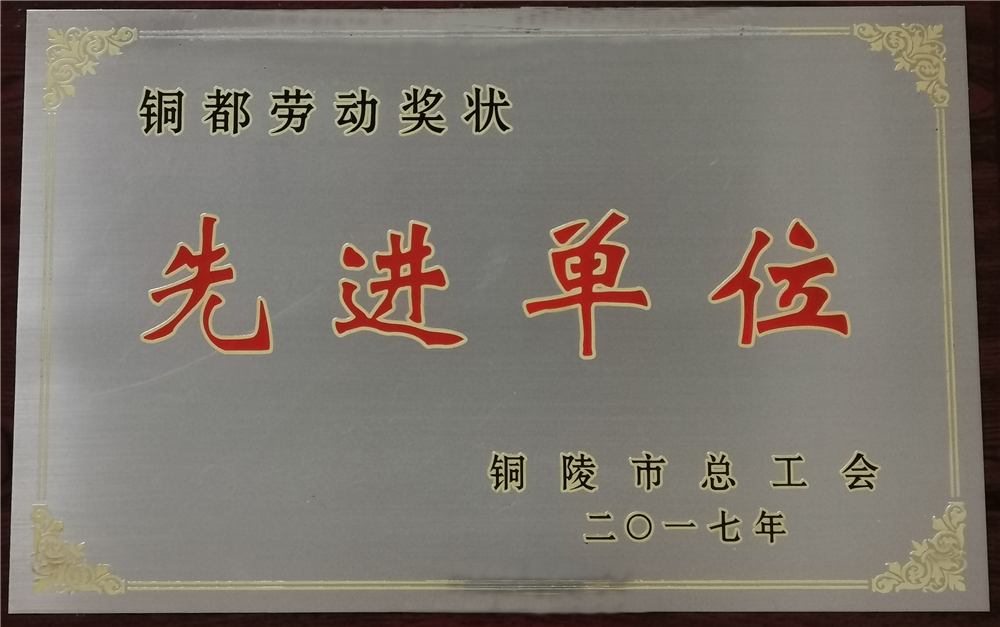 铜都劳动奖状
先进单位
铜陵市总工会
二〇一七年